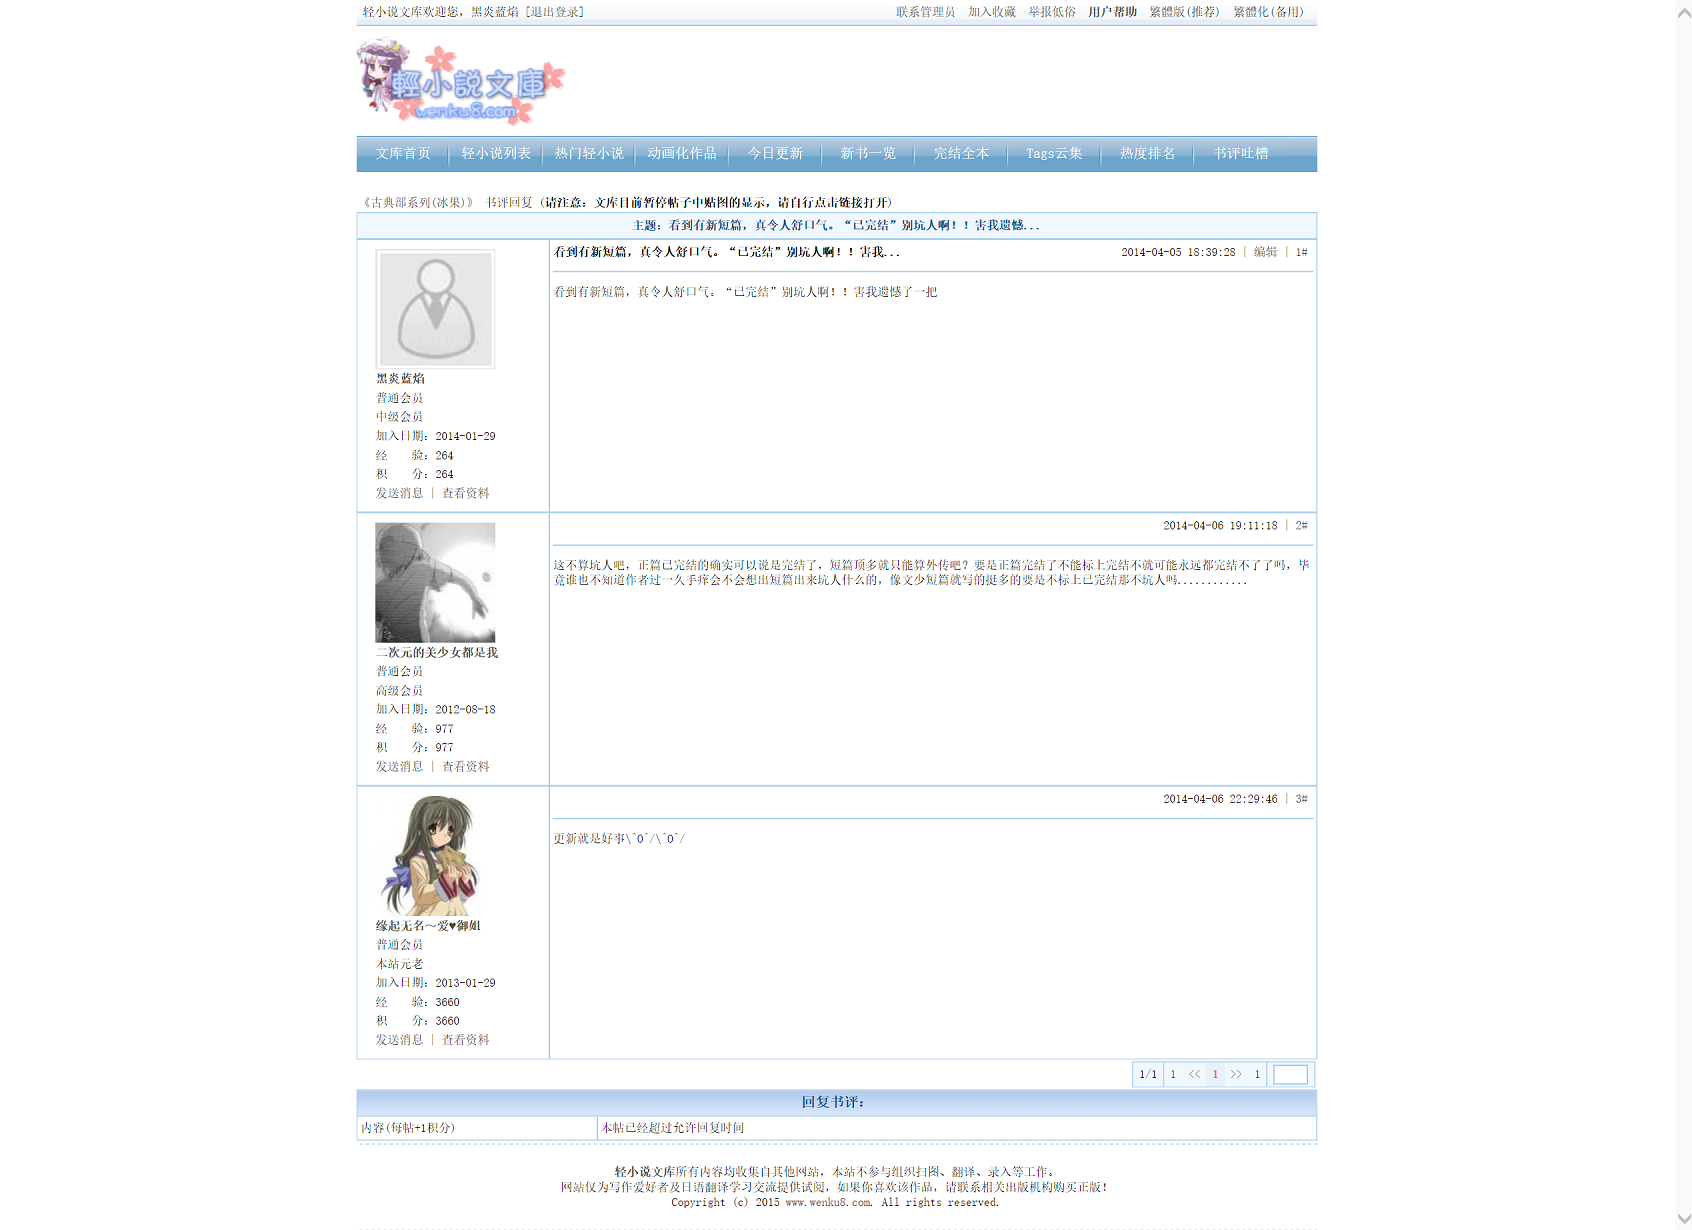 轻小说文库欢迎您，黑炎蓝焰 [退出登录]
联系管理员 加入收藏 举报低俗 用户帮助 繁體版(推荐) 繁體化(备用)
輕小説文庫
wenku8.com
文库首页 轻小说列表 热门轻小说 动画化作品 今日更新 新书一览 完结全本 Tags云集 热度排名 书评吐槽
《古典部系列(冰果)》 书评回复 (请注意：文库目前暂停帖子中贴图的显示，请自行点击链接打开)
主题：看到有新短篇，真令人舒口气。“已完结”别坑人啊！！害我遗憾...
看到有新短篇，真令人舒口气。“已完结”别坑人啊！！害我...
2014-04-05 18:39:28 | 编辑 | 1#
看到有新短篇，真令人舒口气。“已完结”别坑人啊！！害我遗憾了一把
黑炎蓝焰
普通会员
中级会员
加入日期：2014-01-29
经　　验：264
积　　分：264
发送消息 | 查看资料
2014-04-06 19:11:18 | 2#
这不算坑人吧，正篇已完结的确实可以说是完结了，短篇顶多就只能算外传吧？要是正篇完结了不能标上完结不就可能永远都完结不了了吗，毕
竟谁也不知道作者过一久手痒会不会想出短篇出来坑人什么的，像文少短篇就写的挺多的要是不标上已完结那不坑人吗............
二次元的美少女都是我
普通会员
高级会员
加入日期：2012-08-18
经　　验：977
积　　分：977
发送消息 | 查看资料
2014-04-06 22:29:46 | 3#
更新就是好事\^0^/\^0^/
缘起无名～爱♥御姐
普通会员
本站元老
加入日期：2013-01-29
经　　验：3660
积　　分：3660
发送消息 | 查看资料
1/1 1 << 1 >> 1
回复书评：
内容(每帖+1积分)
本帖已经超过允许回复时间
轻小说文库所有内容均收集自其他网站，本站不参与组织扫图、翻译、录入等工作。
网站仅为写作爱好者及日语翻译学习交流提供试阅，如果你喜欢该作品，请联系相关出版机构购买正版！
Copyright (c) 2015 www.wenku8.com. All rights reserved.